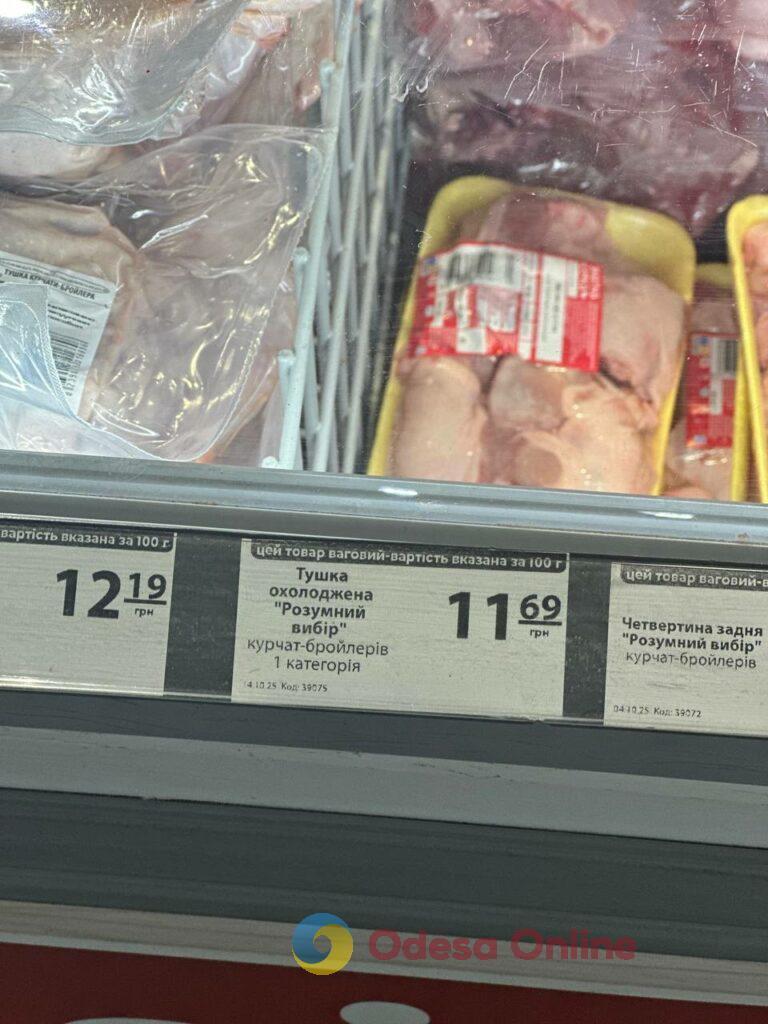 ТУШКА КУРЧАТИ-БРОЙЛЕРА
вартість вказана за 100 г
12 19
грн
цей товар ваговий-вартість вказана за 100 г
Тушка
охолоджена
"Розумний
вибір"
курчат-бройлерів
1 категорія
11 69
грн
14.10.25 Код: 39075
цей товар ваговий-в
Четвертина задня
"Розумний вибір"
курчат-бройлерів
04.10.25 Код: 39072
Odesa Online